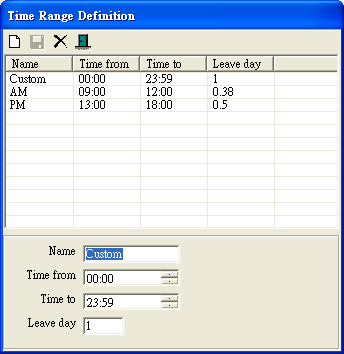 Time Range Definition
Name Time from Time to Leave day
Custom 00:00 23:59 1
AM 09:00 12:00 0.38
PM 13:00 18:00 0.5
Name Custom
Time from 00:00
Time to 23:59
Leave day 1